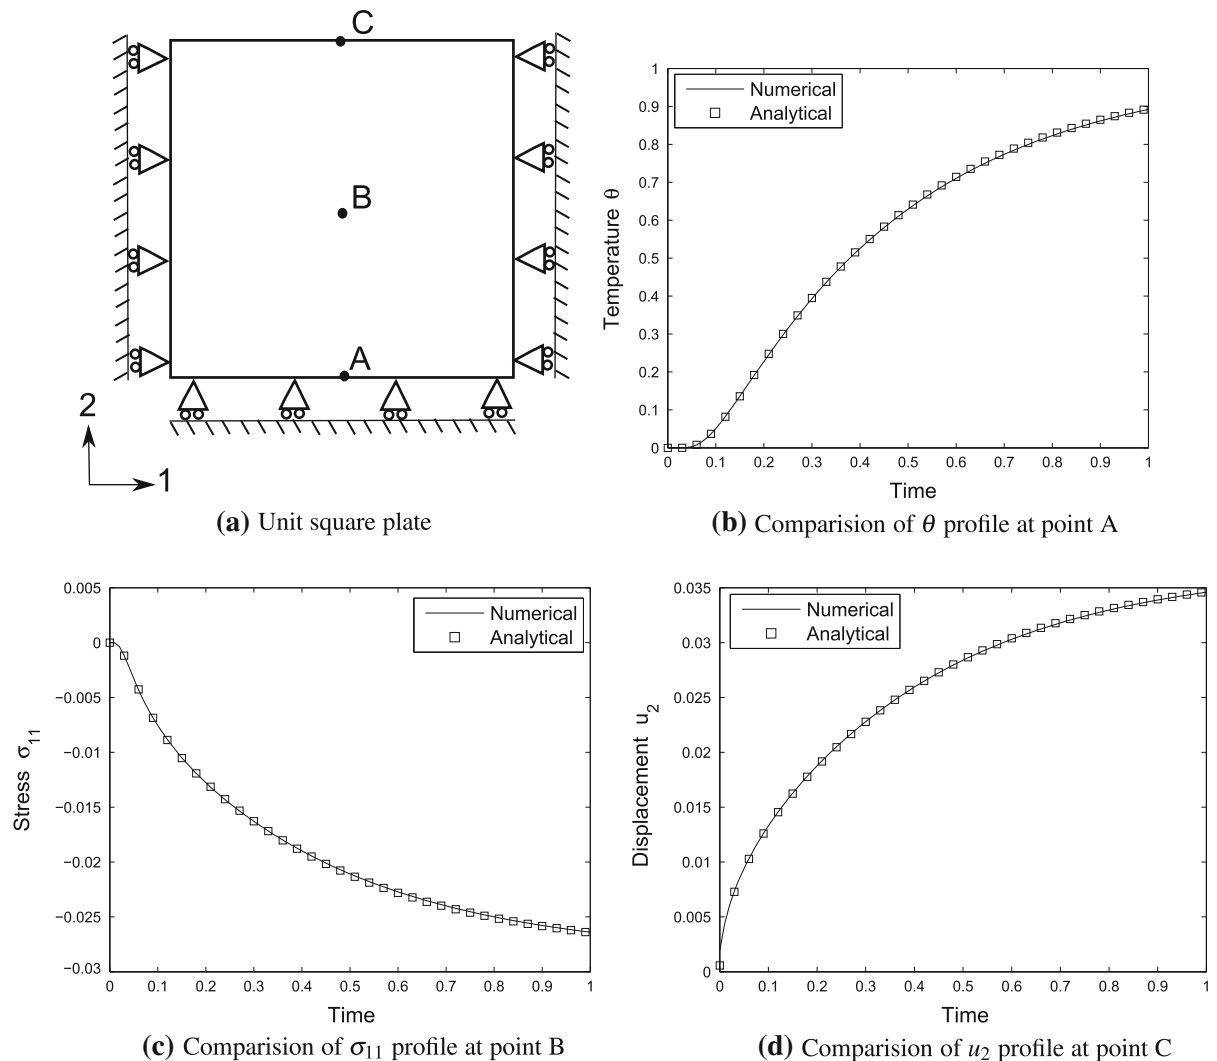 C
B
A
2
1
(a) Unit square plate
1
0.9
0.8
0.7
0.6
0.5
0.4
0.3
0.2
0.1
0
Temperature θ
Numerical
Analytical
0 0.1 0.2 0.3 0.4 0.5 0.6 0.7 0.8 0.9 1
Time
(b) Comparision of θ profile at point A
0.005
0
−0.005
−0.01
−0.015
−0.02
−0.025
−0.03
Stress σ11
Numerical
Analytical
0 0.1 0.2 0.3 0.4 0.5 0.6 0.7 0.8 0.9 1
Time
(c) Comparision of σ11 profile at point B
0.035
0.03
0.025
0.02
0.015
0.01
0.005
0
Displacement u2
Numerical
Analytical
0 0.1 0.2 0.3 0.4 0.5 0.6 0.7 0.8 0.9 1
Time
(d) Comparision of u2 profile at point C